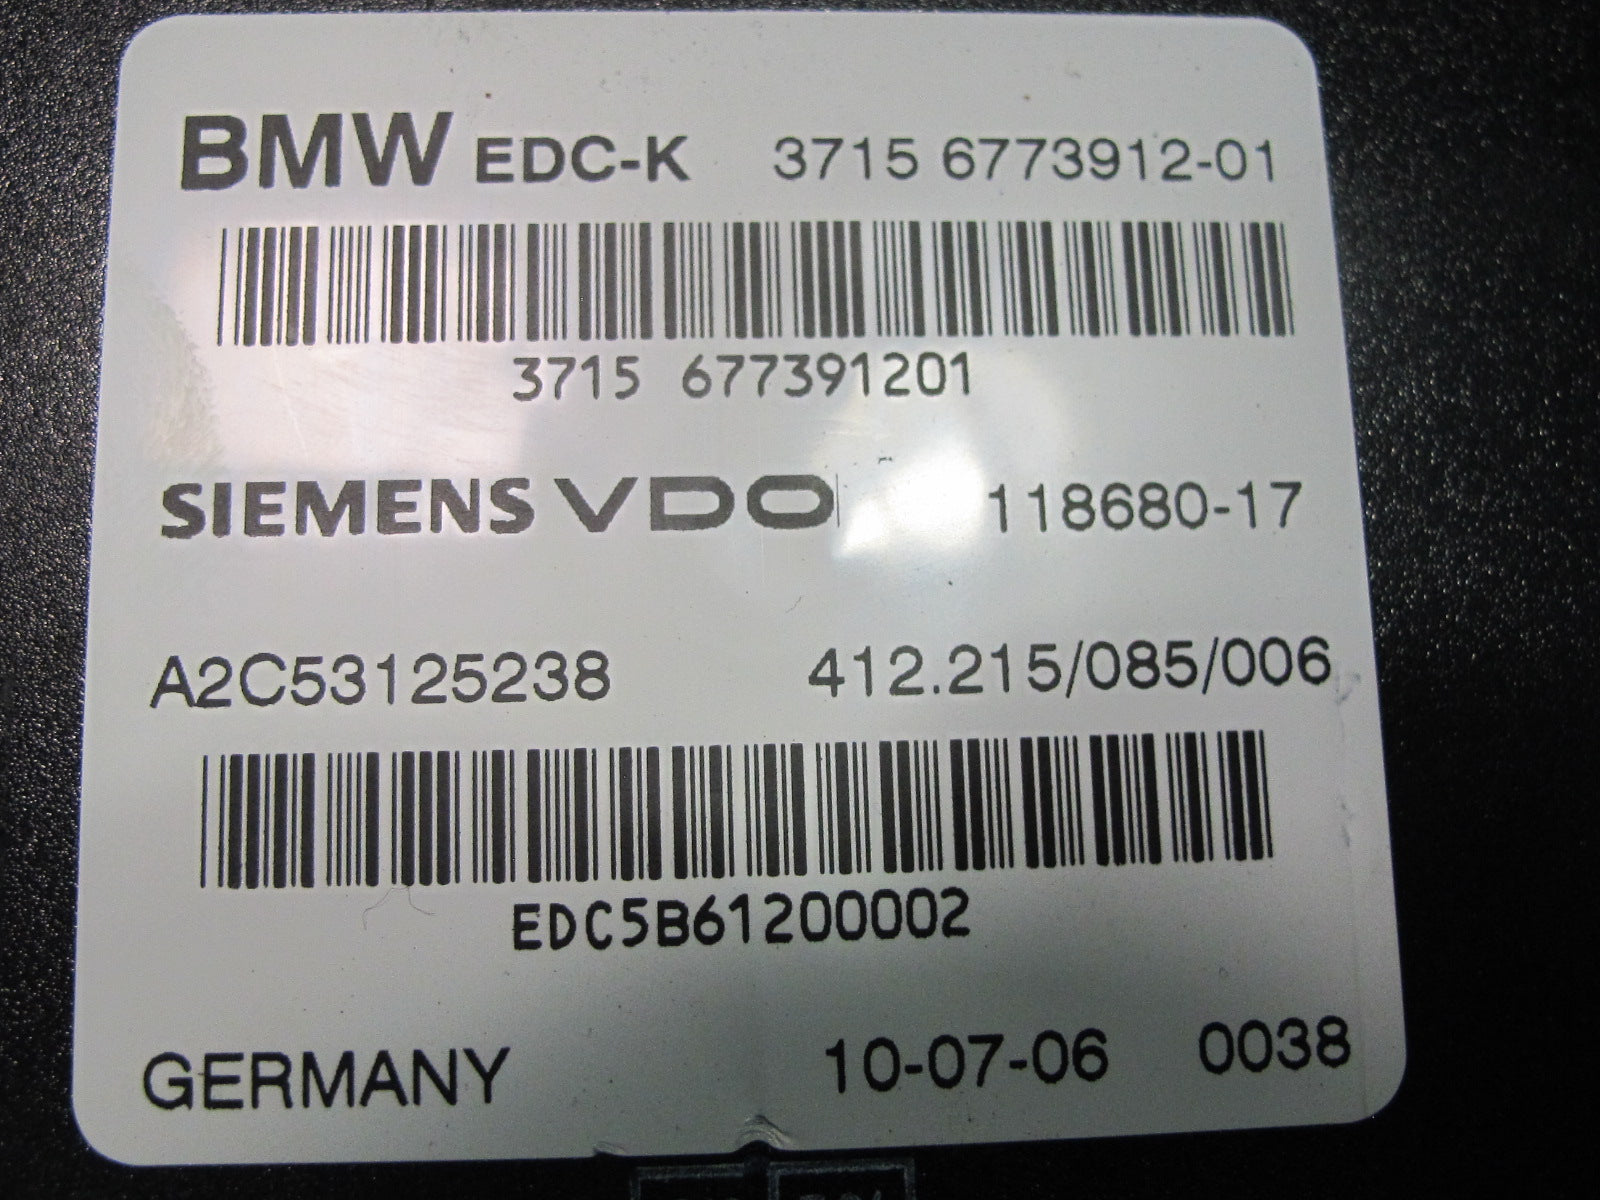 BMW EDC-K 3715 6773912-01
3715 677391201
SIEMENS VDO 118680-17
A2C53125238 412.215/085/006
EDC5B61200002
GERMANY 10-07-06 0038